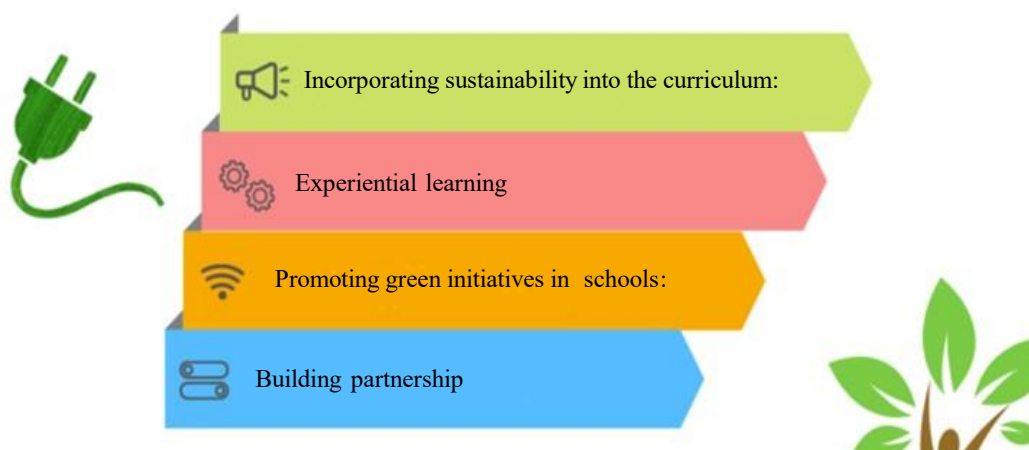 Incorporating sustainability into the curriculum:
Experiential learning
Promoting green initiatives in schools:
Building partnership